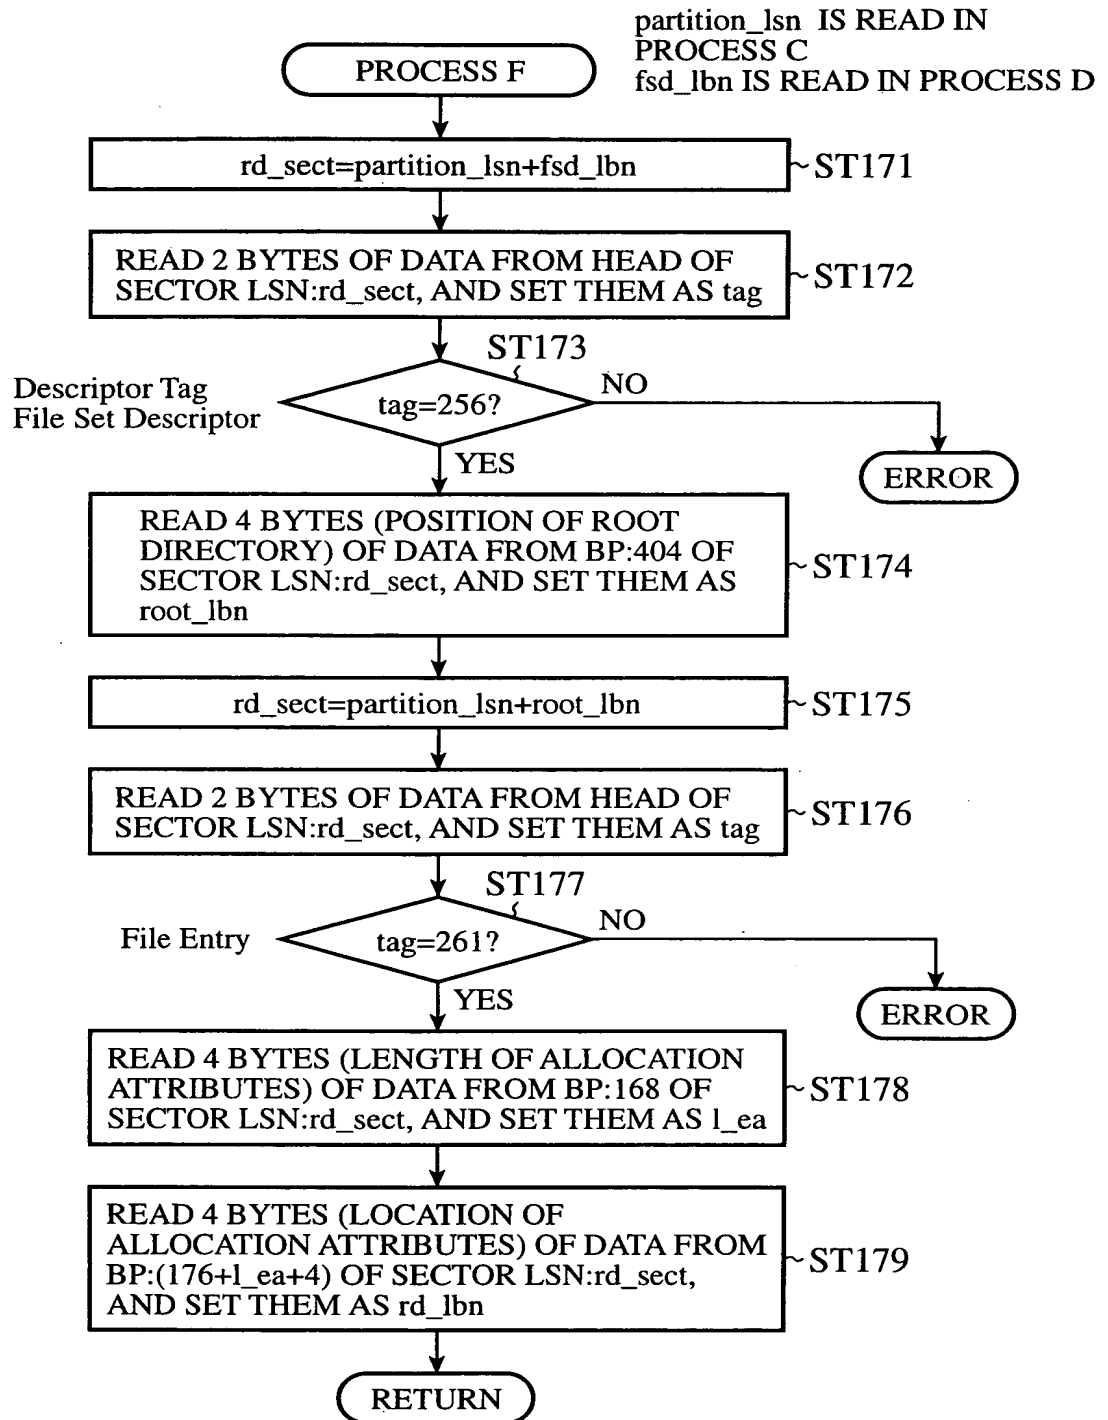 partition_lsn IS READ IN
PROCESS C
fsd_lbn IS READ IN PROCESS D
PROCESS F
rd_sect=partition_lsn+fsd_lbn
ST171
READ 2 BYTES OF DATA FROM HEAD OF
SECTOR LSN:rd_sect, AND SET THEM AS tag
ST172
ST173
Descriptor Tag
File Set Descriptor
tag=256?
NO
YES
ERROR
READ 4 BYTES (POSITION OF ROOT
DIRECTORY) OF DATA FROM BP:404 OF
SECTOR LSN:rd_sect, AND SET THEM AS
root_lbn
ST174
rd_sect=partition_lsn+root_lbn
ST175
READ 2 BYTES OF DATA FROM HEAD OF
SECTOR LSN:rd_sect, AND SET THEM AS tag
ST176
ST177
File Entry
tag=261?
NO
YES
ERROR
READ 4 BYTES (LENGTH OF ALLOCATION
ATTRIBUTES) OF DATA FROM BP:168 OF
SECTOR LSN:rd_sect, AND SET THEM AS l_ea
ST178
READ 4 BYTES (LOCATION OF
ALLOCATION ATTRIBUTES) OF DATA FROM
BP:(176+l_ea+4) OF SECTOR LSN:rd_sect,
AND SET THEM AS rd_lbn
ST179
RETURN